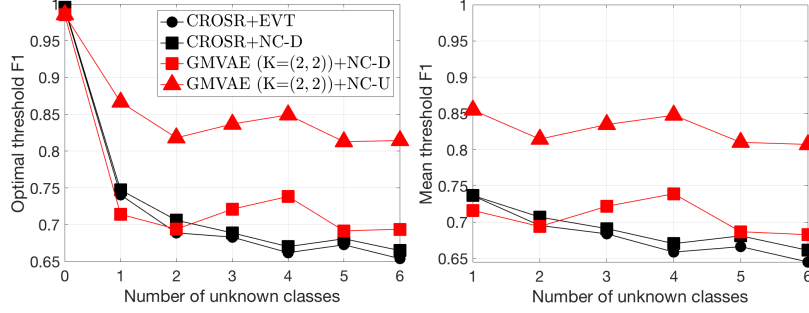 1
0.95
0.9
0.85
0.8
0.75
0.7
0.65
Optimal threshold F1
0 1 2 3 4 5 6
Number of unknown classes
CROSR+EVT
CROSR+NC-D
GMVAE (K=(2, 2))+NC-D
GMVAE (K=(2, 2))+NC-U
1
0.95
0.9
0.85
0.8
0.75
0.7
0.65
Mean threshold F1
1 2 3 4 5 6
Number of unknown classes